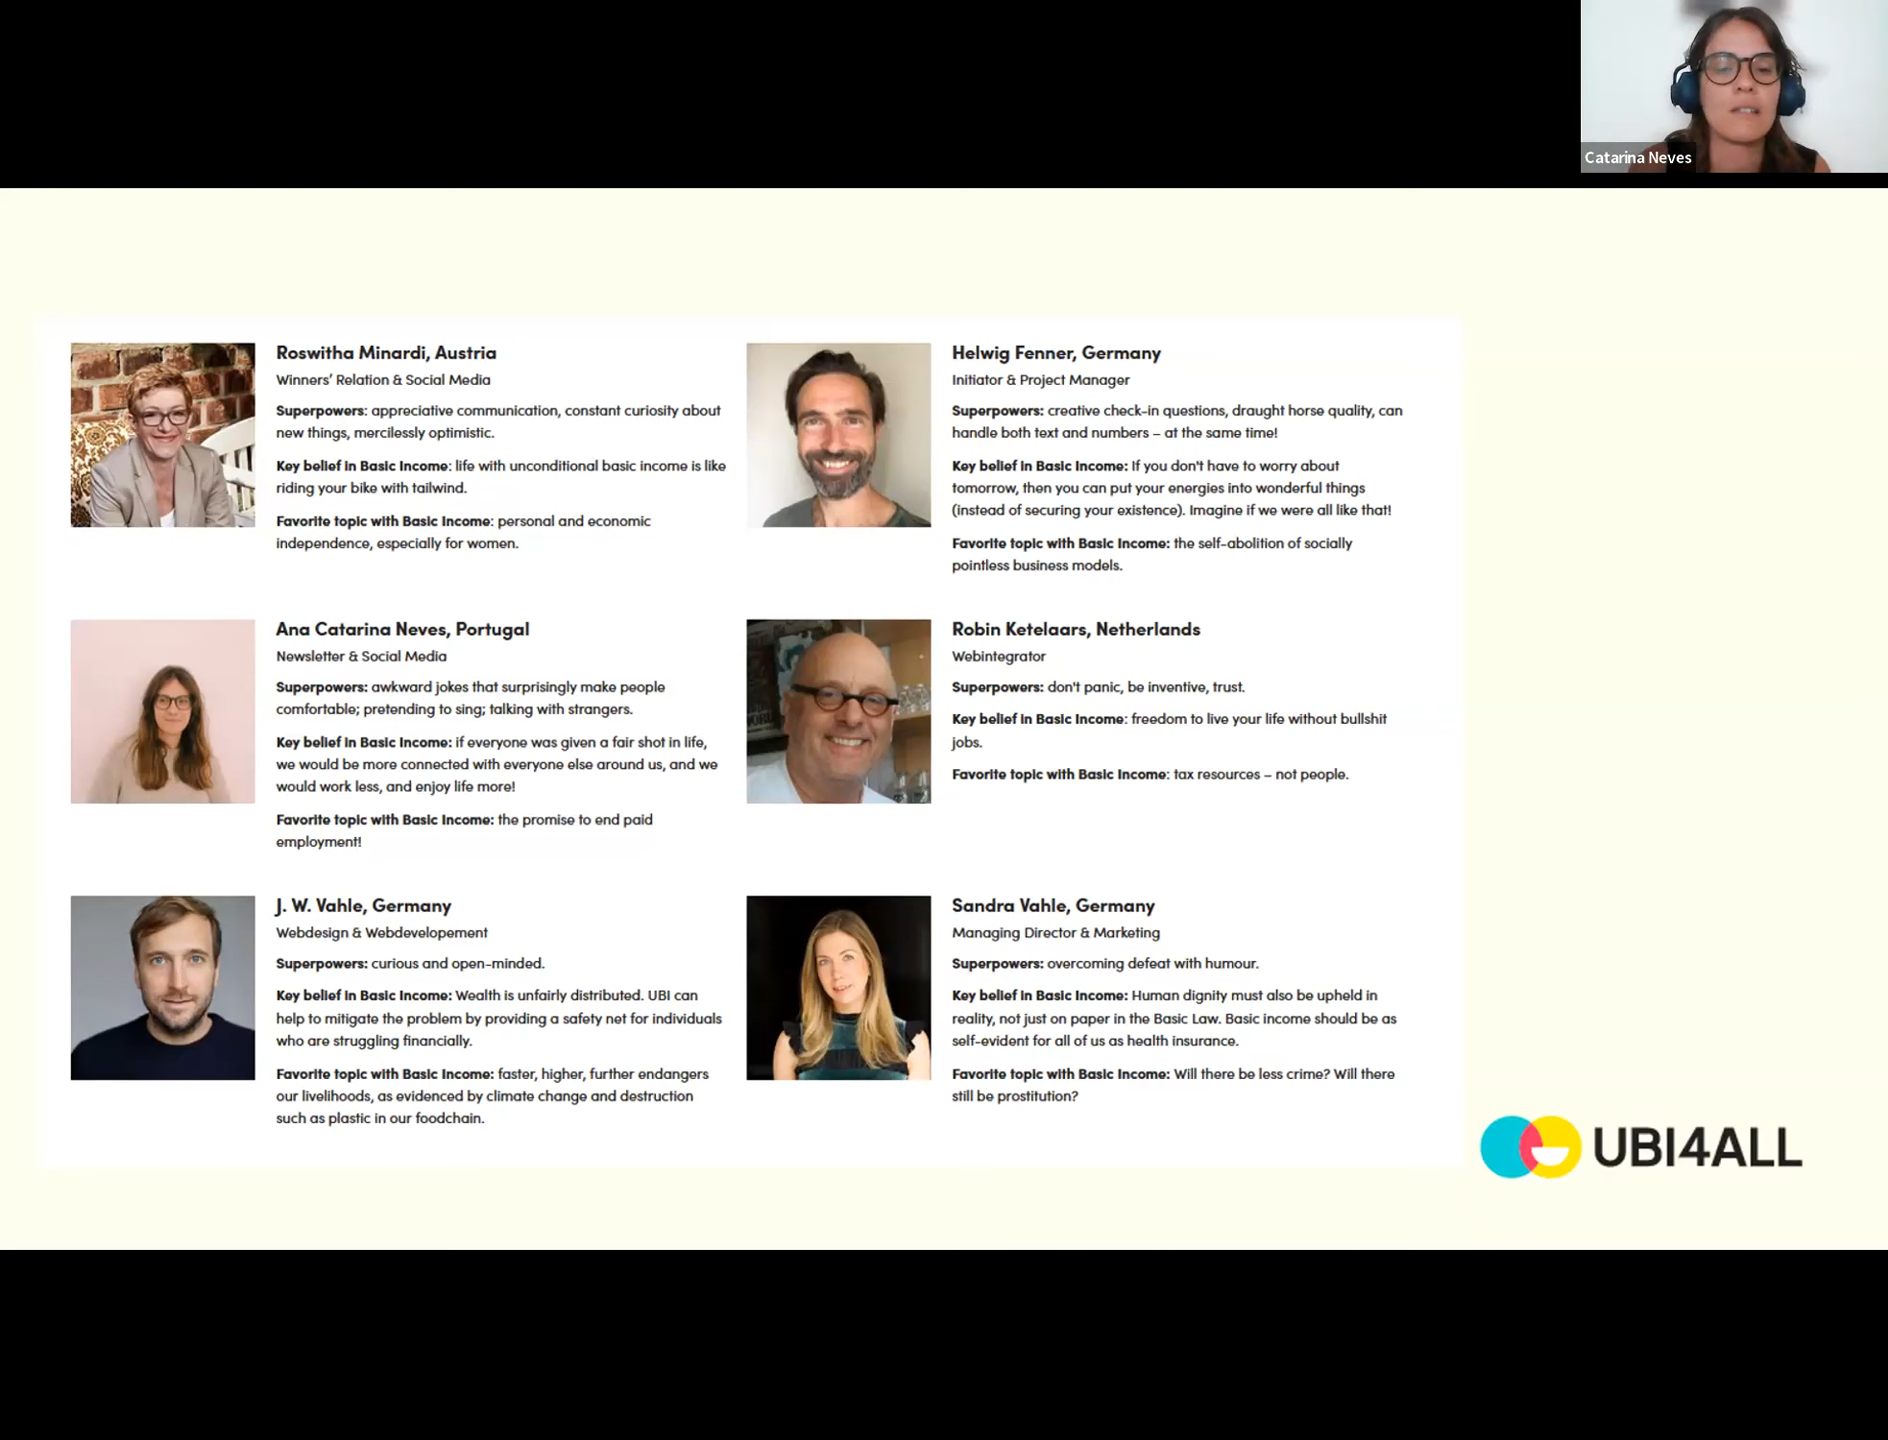 Catarina Neves
Roswitha Minardi, Austria
Winners' Relation & Social Media
Superpowers: appreciative communication, constant curiosity about
new things, mercilessly optimistic.
Key belief in Basic Income: life with unconditional basic income is like
riding your bike with tailwind.
Favorite topic with Basic Income: personal and economic
independence, especially for women.
Helwig Fenner, Germany
Initiator & Project Manager
Superpowers: creative check-in questions, draught horse quality, can
handle both text and numbers – at the same time!
Key belief in Basic Income: If you don't have to worry about
tomorrow, then you can put your energies into wonderful things
(instead of securing your existence). Imagine if we were all like that!
Favorite topic with Basic Income: the self-abolition of socially
pointless business models.
Ana Catarina Neves, Portugal
Newsletter & Social Media
Superpowers: awkward jokes that surprisingly make people
comfortable; pretending to sing; talking with strangers.
Key belief in Basic Income: if everyone was given a fair shot in life,
we would be more connected with everyone else around us, and we
would work less, and enjoy life more!
Favorite topic with Basic Income: the promise to end paid
employment!
Robin Ketelaars, Netherlands
Webintegrator
Superpowers: don't panic, be inventive, trust.
Key belief in Basic Income: freedom to live your life without bullshit
jobs.
Favorite topic with Basic Income: tax resources – not people.
J. W. Vahle, Germany
Webdesign & Webdevelopement
Superpowers: curious and open-minded.
Key belief in Basic Income: Wealth is unfairly distributed. UBI can
help to mitigate the problem by providing a safety net for individuals
who are struggling financially.
Favorite topic with Basic Income: faster, higher, further endangers
our livelihoods, as evidenced by climate change and destruction
such as plastic in our foodchain.
Sandra Vahle, Germany
Managing Director & Marketing
Superpowers: overcoming defeat with humour.
Key belief in Basic Income: Human dignity must also be upheld in
reality, not just on paper in the Basic Law. Basic income should be as
self-evident for all of us as health insurance.
Favorite topic with Basic Income: Will there be less crime? Will there
still be prostitution?
UBI4ALL